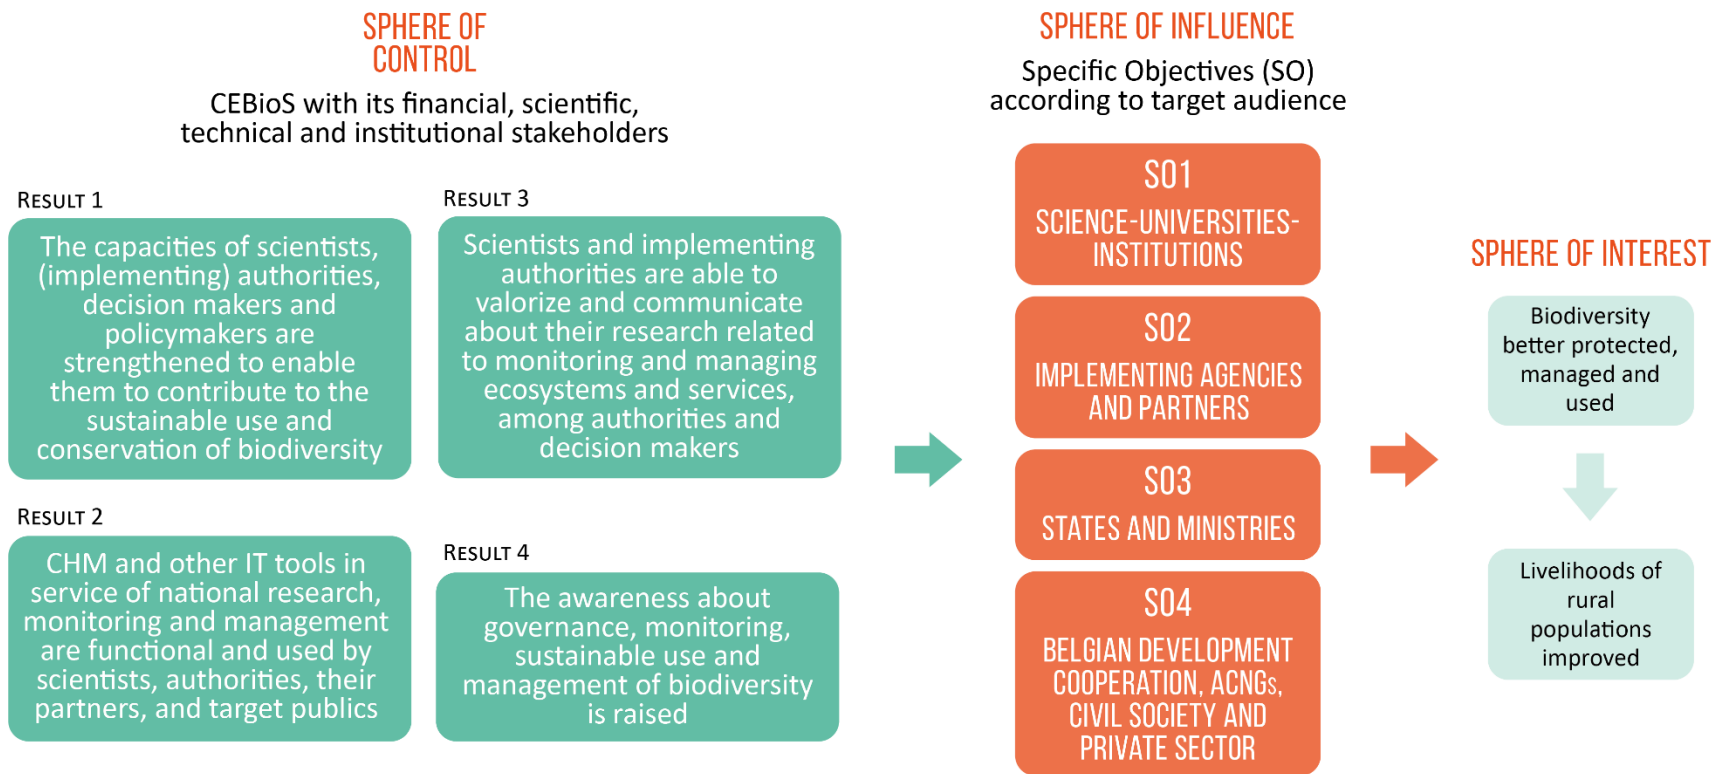 SPHERE OF
CONTROL
CEBioS with its financial, scientific,
technical and institutional stakeholders
RESULT 1
The capacities of scientists,
(implementing) authorities,
decision makers and
policymakers are
strengthened to enable
them to contribute to the
sustainable use and
conservation of biodiversity
RESULT 2
CHM and other IT tools in
service of national research,
monitoring and management
are functional and used by
scientists, authorities, their
partners, and target publics
RESULT 3
Scientists and implementing
authorities are able to
valorize and communicate
about their research related
to monitoring and managing
ecosystems and services,
among authorities and
decision makers
RESULT 4
The awareness about
governance, monitoring,
sustainable use and
management of biodiversity
is raised
SPHERE OF INFLUENCE
Specific Objectives (SO)
according to target audience
SO1
SCIENCE-UNIVERSITIES-
INSTITUTIONS
SO2
IMPLEMENTING AGENCIES
AND PARTNERS
SO3
STATES AND MINISTRIES
SO4
BELGIAN DEVELOPMENT
COOPERATION, ACNGs,
CIVIL SOCIETY AND
PRIVATE SECTOR
SPHERE OF INTEREST
Biodiversity
better protected,
managed and
used
Livelihoods of
rural
populations
improved